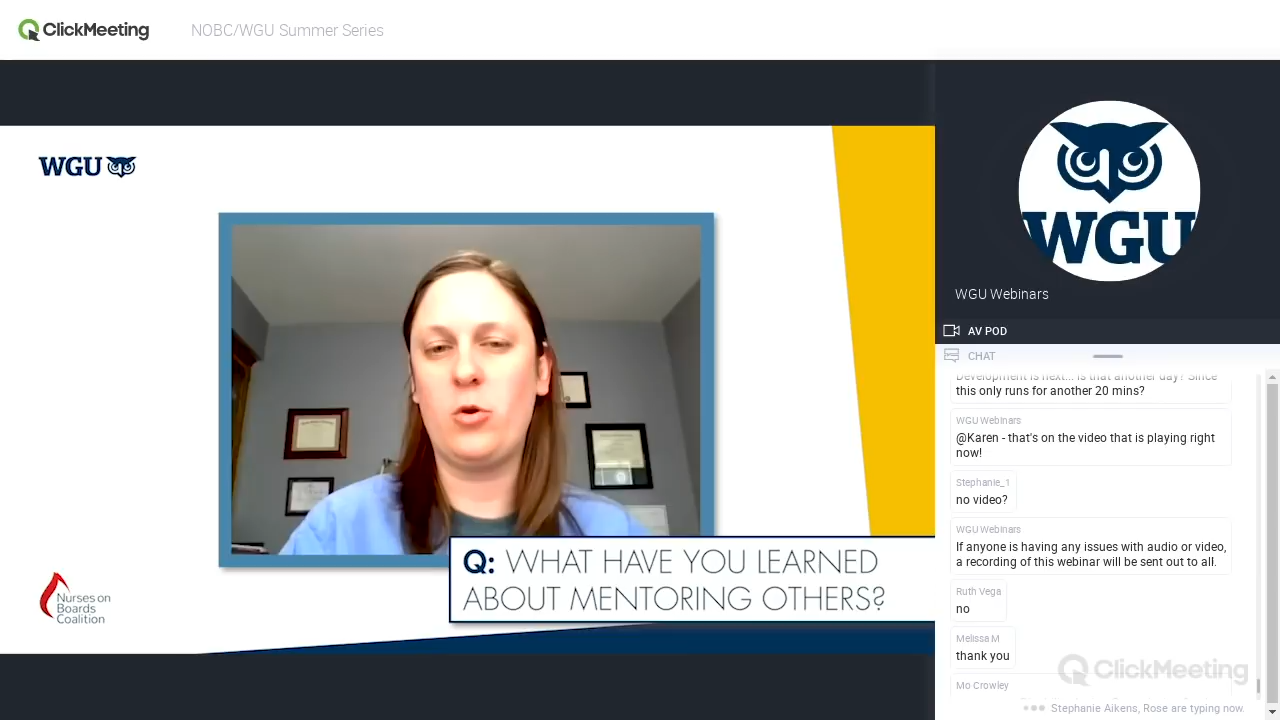 ClickMeeting
NOBC/WGU Summer Series
WGU
Q: WHAT HAVE YOU LEARNED
ABOUT MENTORING OTHERS?
Nurses on
Boards
Coalition
WGU
WGU Webinars
AV POD
CHAT
Development is next... is that another day? Since
this only runs for another 20 mins?
WGU Webinars
@Karen - that's on the video that is playing right
now!
Stephanie_1
no video?
WGU Webinars
If anyone is having any issues with audio or video,
a recording of this webinar will be sent out to all.
Ruth Vega
no
Melissa M
thank you
Mo Crowley
ClickMeeting
Stephanie Aikens, Rose are typing now.